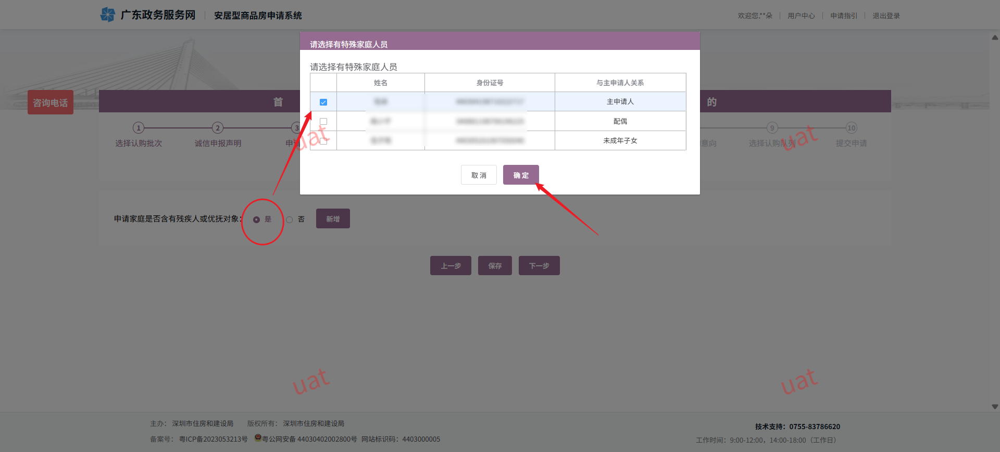 广东政务服务网 安居型商品房申请系统
欢迎您,**朵 用户中心 申请指引 退出登录
请选择有特殊家庭人员
请选择有特殊家庭人员
姓名 身份证号 与主申请人关系
主申请人
配偶
未成年子女
取 消 确 定
咨询电话
首 的
1 2 3 9 10
选择认购批次 诚信申报声明 申请 意向 选择认购队列 提交申请
uat uat
申请家庭是否含有残疾人或优抚对象: 是 否 新增
上一步 保存 下一步
uat uat
主办: 深圳市住房和建设局 版权所有: 深圳市住房和建设局
备案号: 粤ICP备2023053213号 粤公网安备 44030402002800号 网站标识码: 4403000005
技术支持: 0755-83786620
工作时间: 9:00-12:00, 14:00-18:00 (工作日)